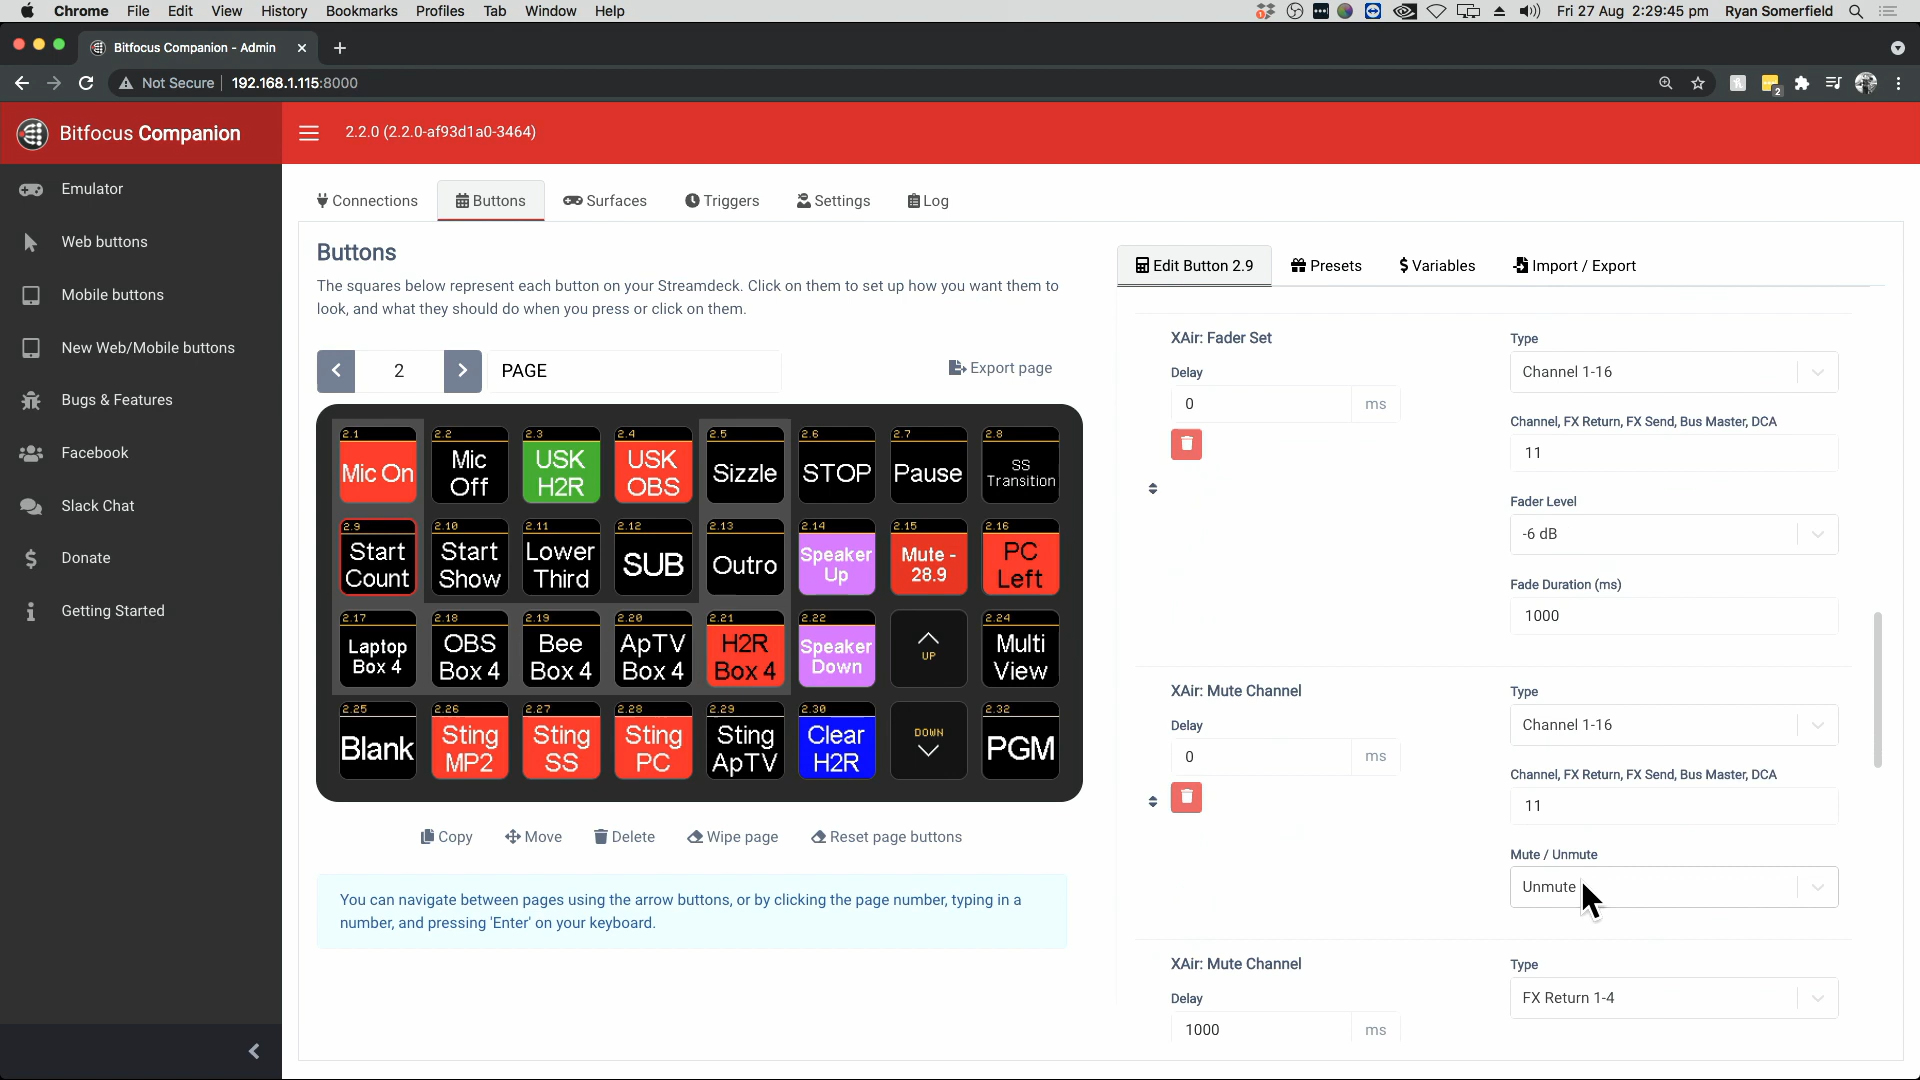 Chrome File Edit View History Bookmarks Profiles Tab Window Help Fri 27 Aug 2:29:45 pm Ryan Somerfield
Bitfocus Companion - Admin
Not Secure 192.168.1.115:8000
2
Bitfocus Companion
2.2.0 (2.2.0-af93d1a0-3464)
Emulator
Web buttons
Mobile buttons
New Web/Mobile buttons
Bugs & Features
Facebook
Slack Chat
Donate
Getting Started
Connections Buttons Surfaces Triggers Settings Log
Buttons
The squares below represent each button on your Streamdeck. Click on them to set up how you want them to
look, and what they should do when you press or click on them.
2 PAGE Export page
2.1 2.2 2.3 2.4 2.5 2.6 2.7 2.8
Mic On
Mic
Off
USK
H2R
USK
OBS
Sizzle
STOP
Pause
SS
Transition
2.9 2.10 2.11 2.12 2.13 2.14 2.15 2.16
Start
Count
Start
Show
Lower
Third
SUB
Outro
Speaker
Up
Mute -
28.9
PC
Left
2.17 2.18 2.19 2.20 2.21 2.22 2.24
Laptop
Box 4
OBS
Box 4
Bee
Box 4
ApTV
Box 4
H2R
Box 4
Speaker
Down
UP
Multi
View
2.25 2.26 2.27 2.28 2.29 2.30 2.32
Blank
Sting
MP2
Sting
SS
Sting
PC
Sting
ApTV
Clear
H2R
DOWN
PGM
Copy Move Delete Wipe page Reset page buttons
You can navigate between pages using the arrow buttons, or by clicking the page number, typing in a
number, and pressing 'Enter' on your keyboard.
Edit Button 2.9 Presets Variables Import / Export
XAir: Fader Set
Delay
0 ms
Type
Channel 1-16
Channel, FX Return, FX Send, Bus Master, DCA
11
Fader Level
-6 dB
Fade Duration (ms)
1000
XAir: Mute Channel
Delay
0 ms
Type
Channel 1-16
Channel, FX Return, FX Send, Bus Master, DCA
11
Mute / Unmute
Unmute
XAir: Mute Channel
Delay
1000 ms
Type
FX Return 1-4